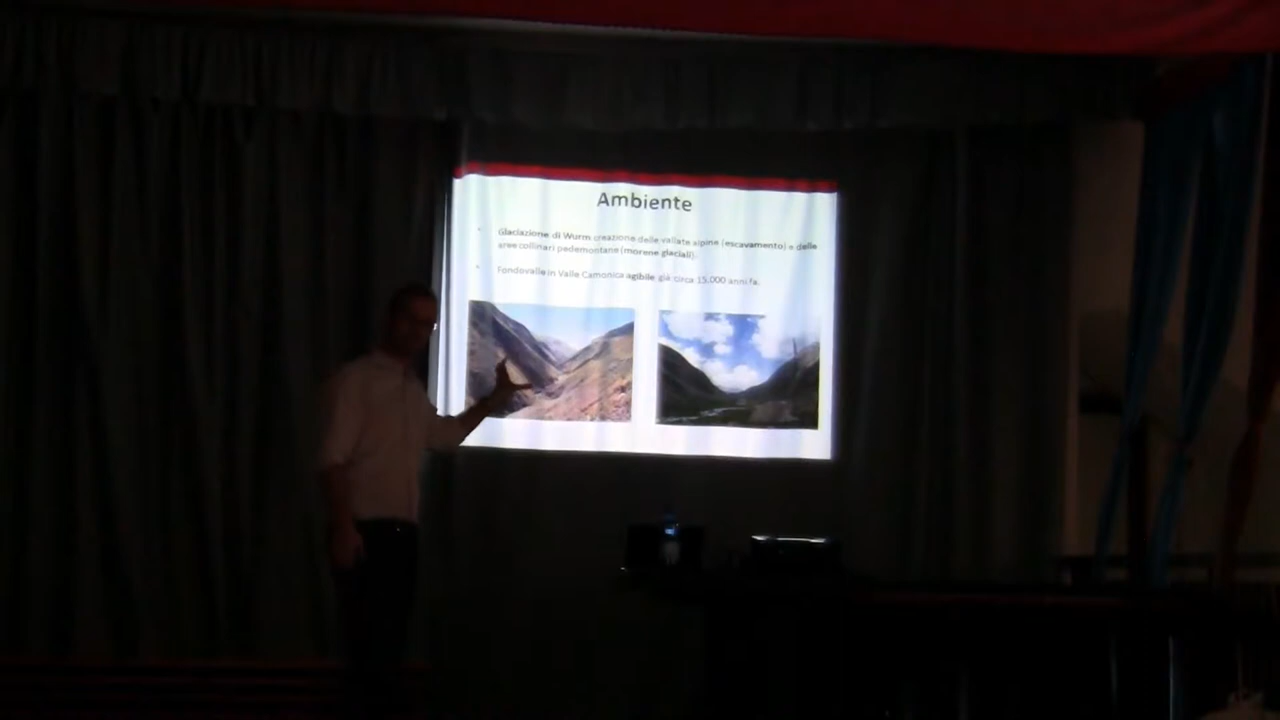 Ambiente
Glaciazione di Wurm creazione delle vallate alpine (escavamento) e delle
aree collinari pedemontane (morene glaciali).
Fondovalle in Valle Camonica agibile già circa 15.000 anni fa.